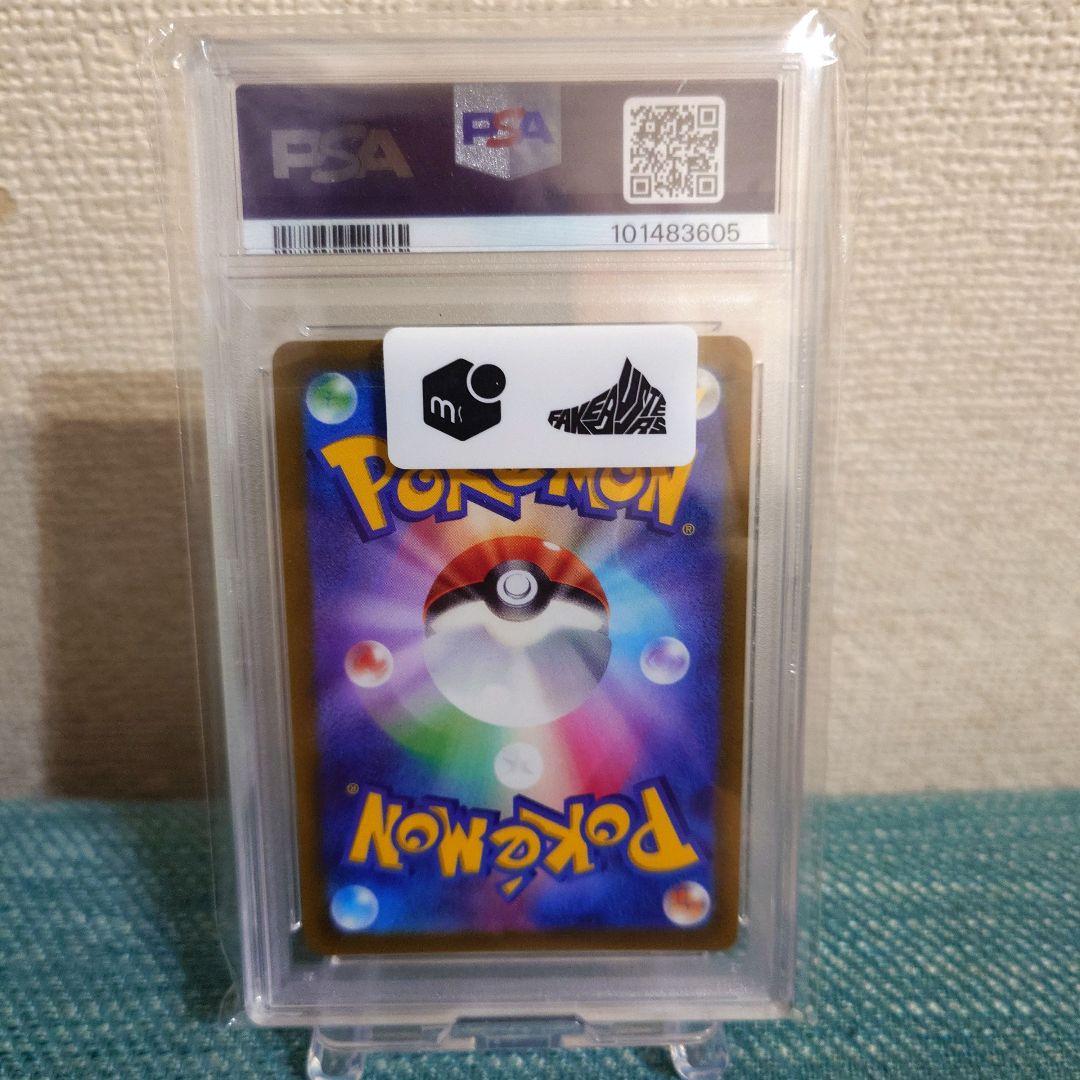 PSA
PSA
101483605
m
FAKEBUSTERS
POKéMON
®
®
POKéMON